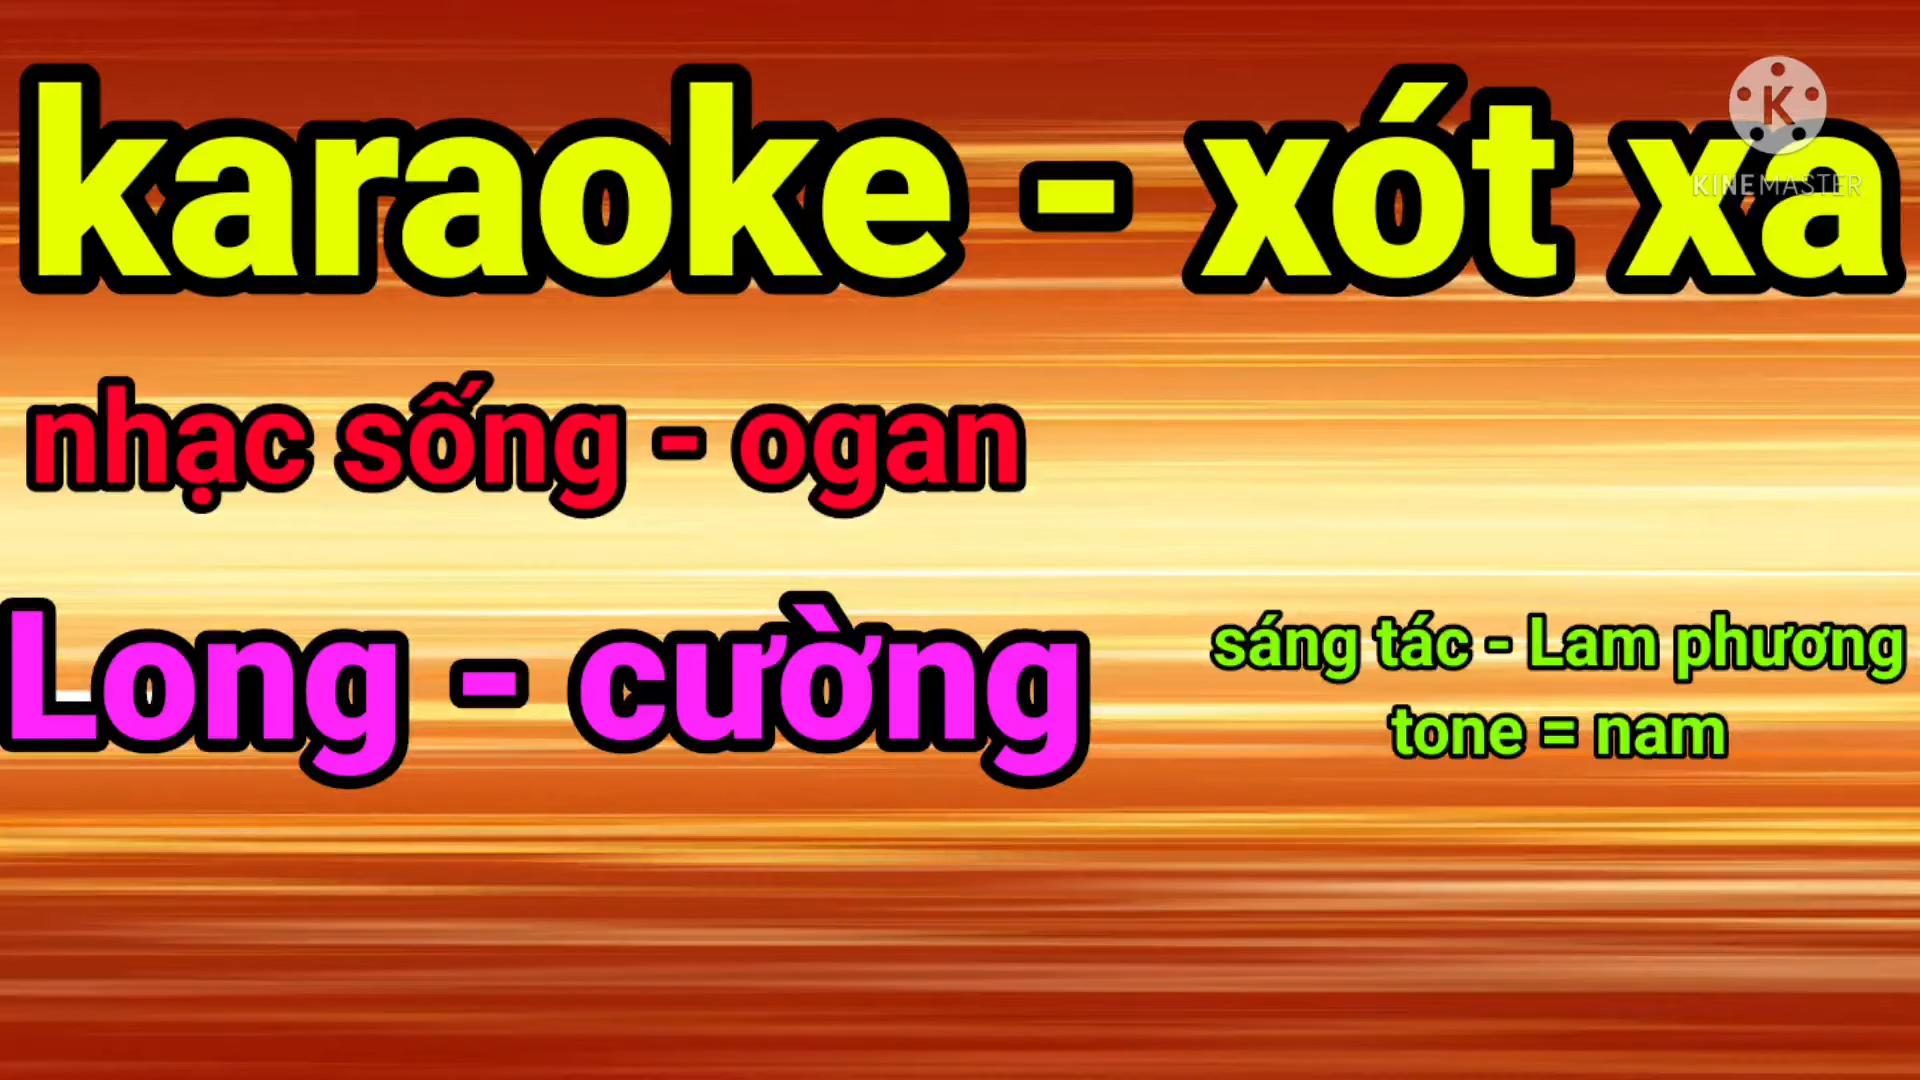 karaoke - xót xa
K
KINEMASTER
nhạc sống - ogan
Long - cường
sáng tác - Lam phương
tone = nam